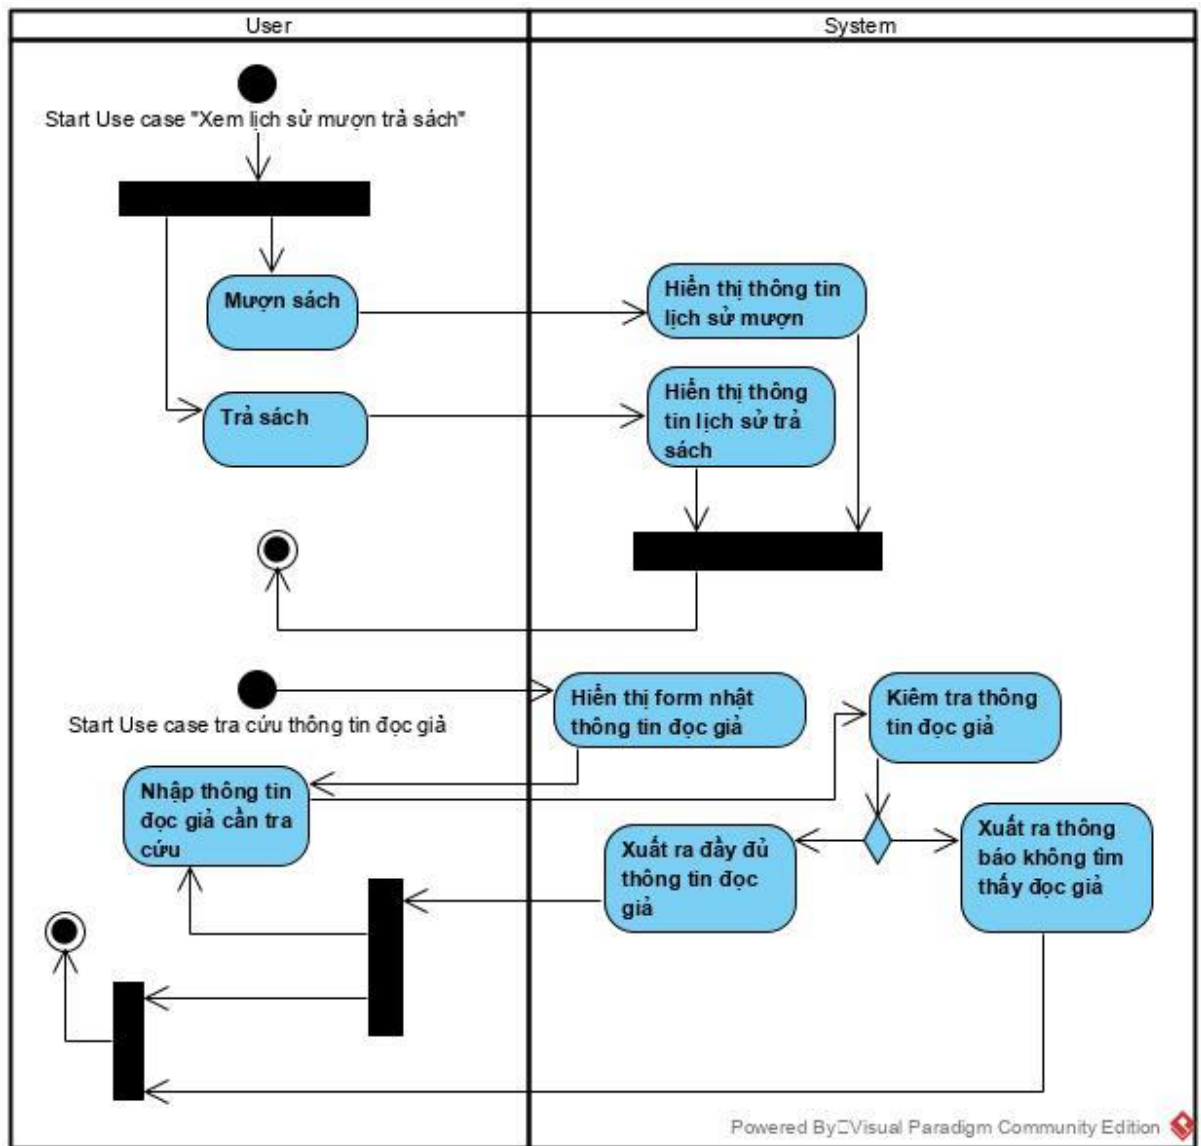 User
System
Start Use case "Xem lịch sử mượn trả sách"
Mượn sách
Hiển thị thông tin
lịch sử mượn
Trả sách
Hiển thị thông
tin lịch sử trả
sách
Hiển thị form nhật
thông tin đọc giả
Kiểm tra thông
tin đọc giả
Start Use case tra cứu thông tin đọc giả
Nhập thông tin
đọc giả cần tra
cứu
Xuất ra đầy đủ
thông tin đọc
giả
Xuất ra thông
báo không tìm
thấy đọc giả
Powered By Visual Paradigm Community Edition